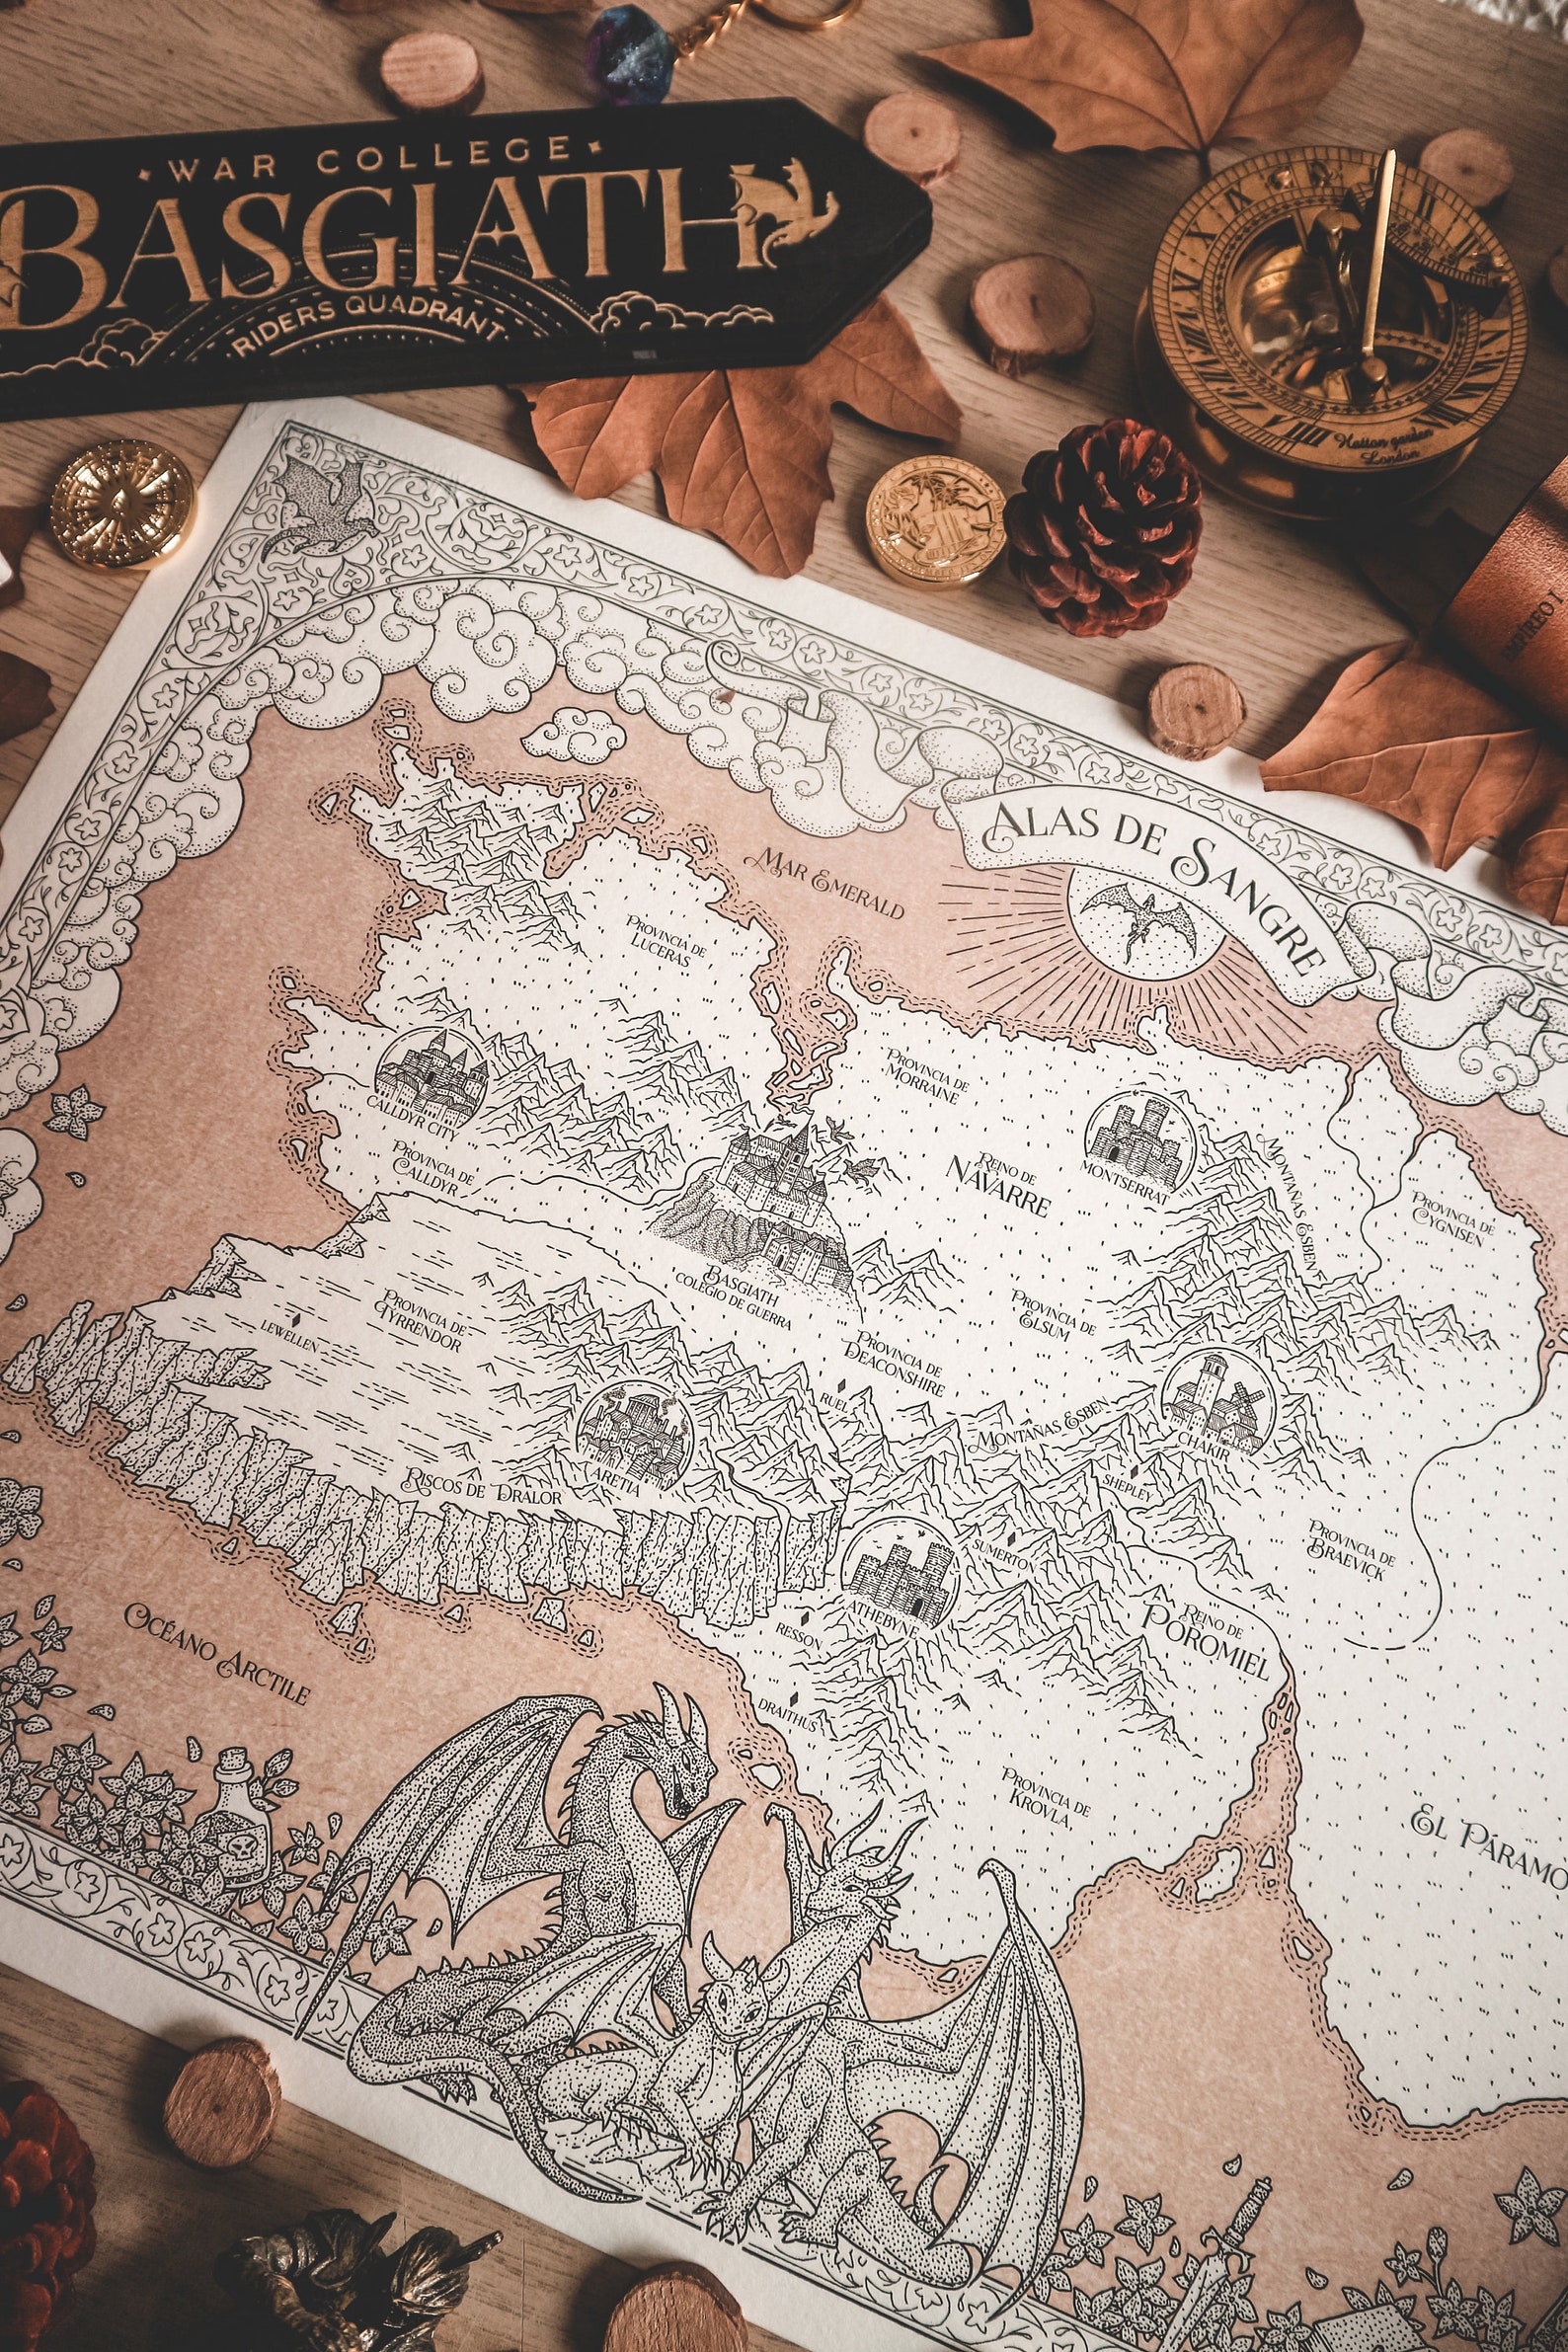 WAR COLLEGE
BASGIATH
RIDERS QUADRANT
Hatton garden
London
ALAS DE SANGRE
MAR EMERALD
PROVINCIA DE
LUCERAS
CALLDYR CITY
PROVINCIA DE
CALLDYR
PROVINCIA DE
MORRAINE
REINO DE
NAVARRE
MONTSERRAT
MONTAÑAS ESBEN
PROVINCIA DE
CYGNISEN
BASGIATH
COLEGIO DE GUERRA
PROVINCIA DE
TYRRENDOR
LEWELLEN
PROVINCIA DE
ELSUM
PROVINCIA DE
DEACONSHIRE
RUEL
MONTAÑAS ESBEN
CHAKIR
SHEPLEY
ARETIA
RISCOS DE DRALOR
SUMERTON
ATHEBYNE
PROVINCIA DE
BRAEVICK
RESSON
REINO DE
POROMIEL
DRAITHUS
OCÉANO ARCTILE
PROVINCIA DE
KROVLA
EL PÁRAMO